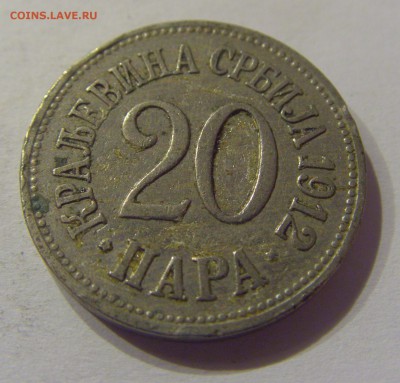 COINS.LAVE.RU
КРАЉЕВИНА СРБИЈА 1912
20
ПАРА